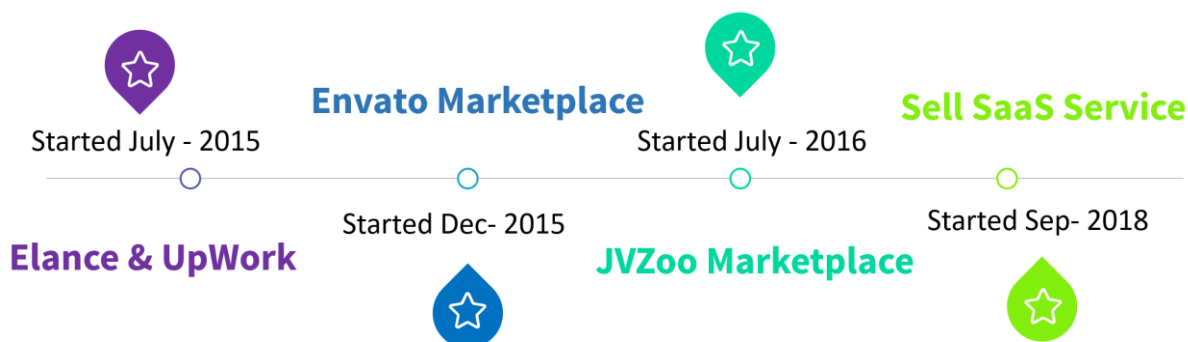 Envato Marketplace
Sell SaaS Service
Started July - 2015
Started July - 2016
Started Dec- 2015
Started Sep- 2018
Elance & UpWork
JVZoo Marketplace